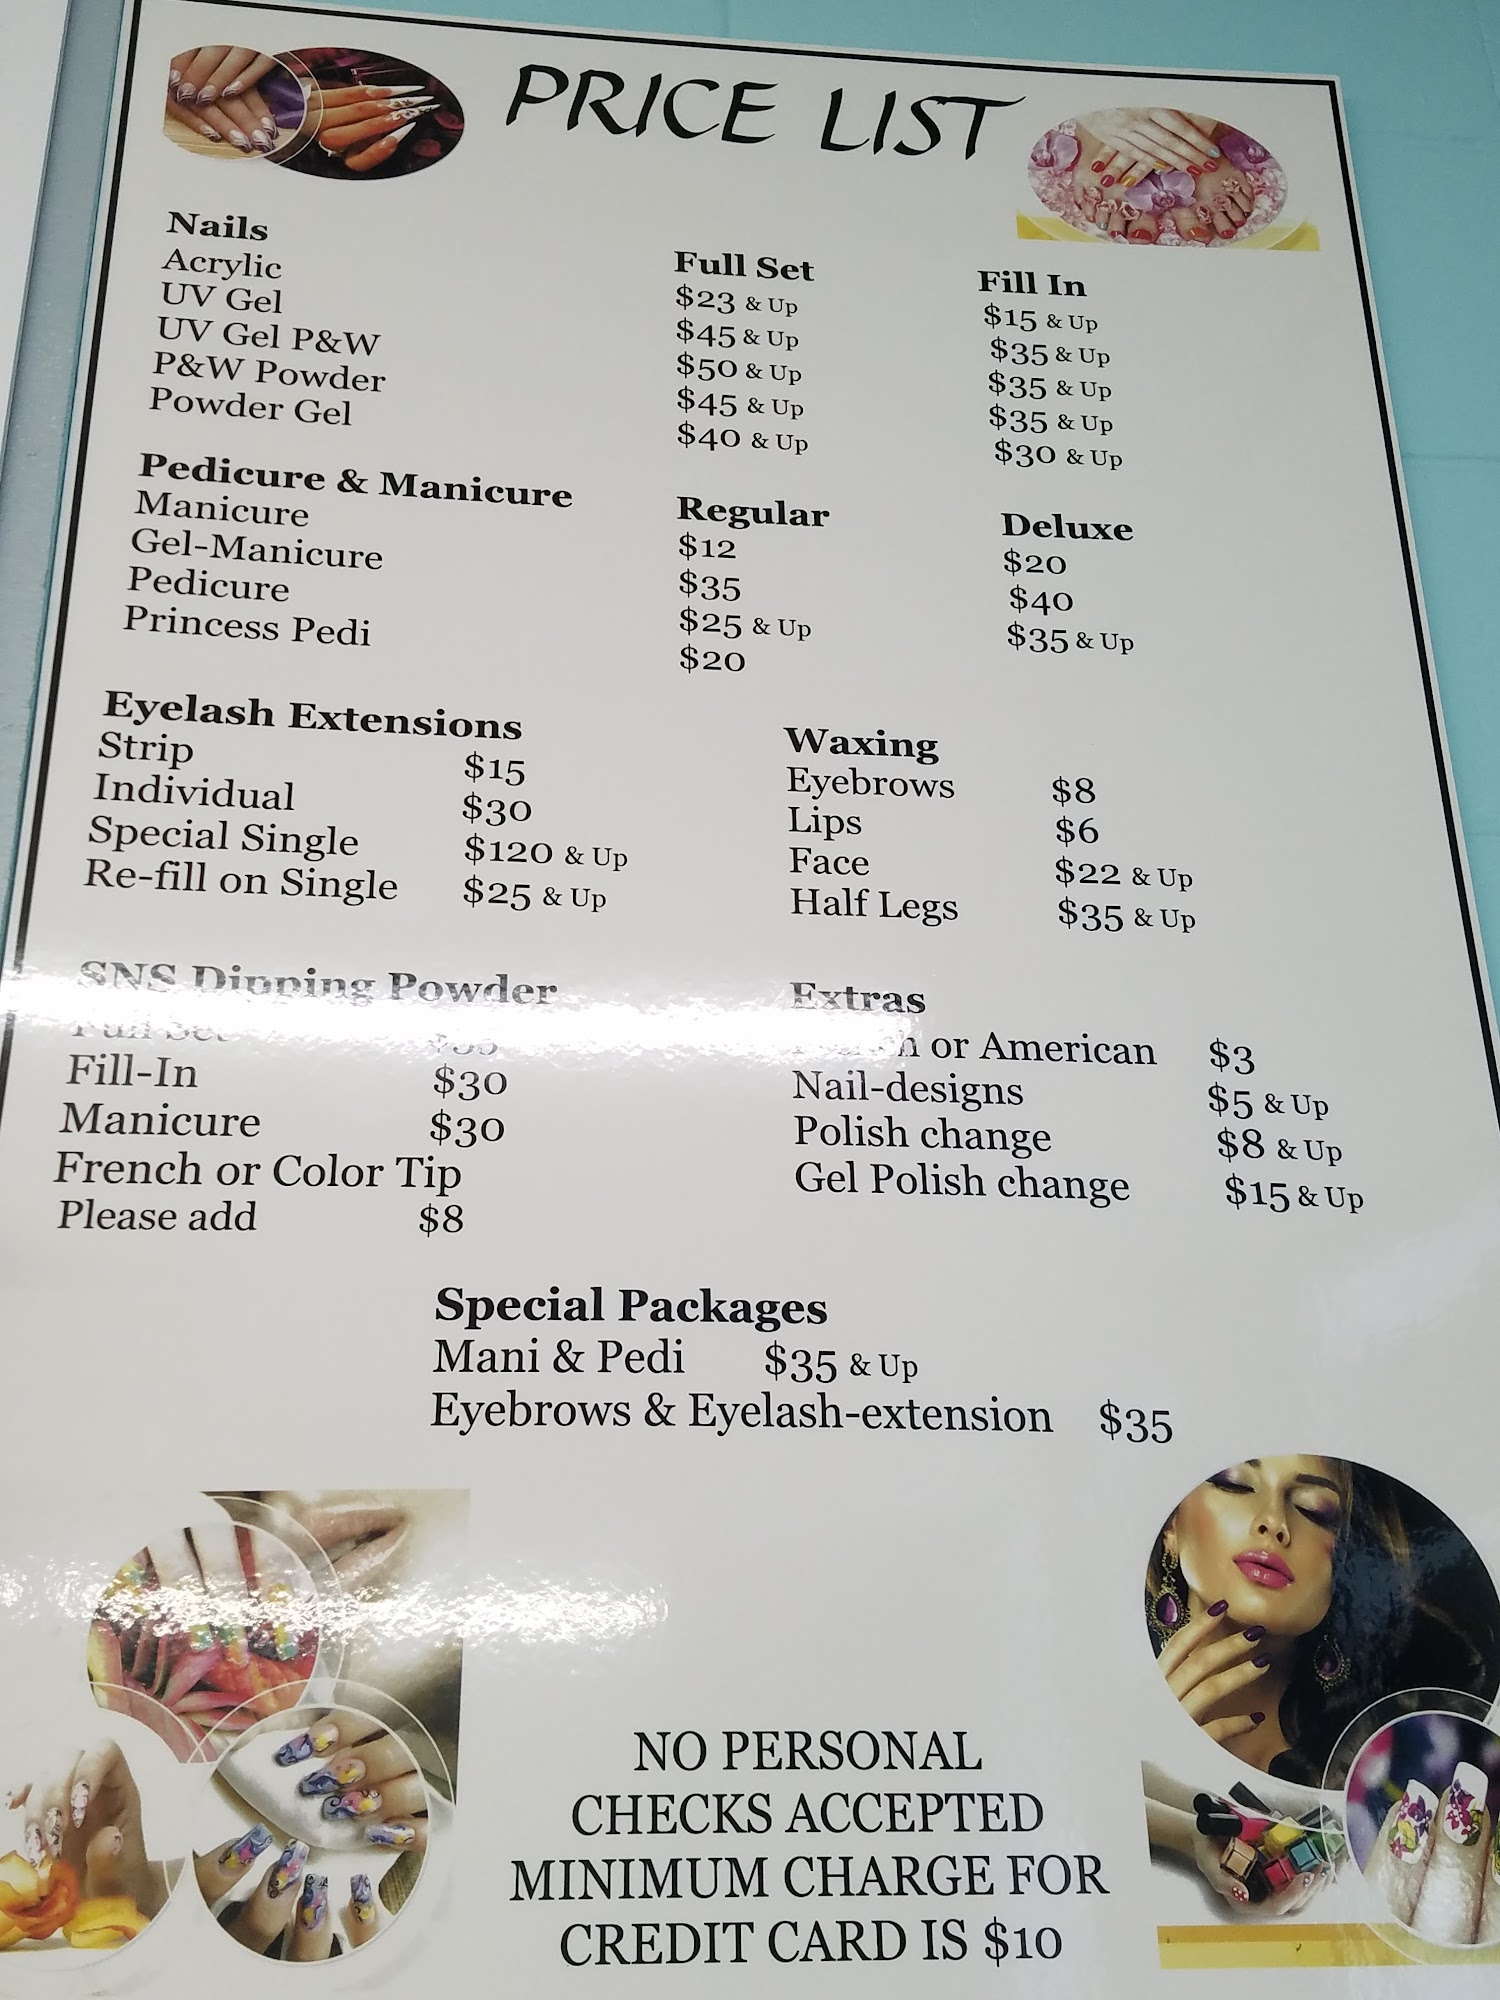 PRICE LIST
Nails Full Set Fill In
Acrylic $23 & Up $15 & Up
UV Gel $45 & Up $35 & Up
UV Gel P&W $50 & Up $35 & Up
P&W Powder $45 & Up $35 & Up
Powder Gel $40 & Up $30 & Up
Pedicure & Manicure Regular Deluxe
Manicure $12 $20
Gel-Manicure $35 $40
Pedicure $25 & Up $35 & Up
Princess Pedi $20
Eyelash Extensions
Strip $15
Individual $30
Special Single $120 & Up
Re-fill on Single $25 & Up
Waxing
Eyebrows $8
Lips $6
Face $22 & Up
Half Legs $35 & Up
SNS Dipping Powder
Full Set
Fill-In $30
Manicure $30
French or Color Tip
Please add $8
Extras
or American $3
Nail-designs $5 & Up
Polish change $8 & Up
Gel Polish change $15 & Up
Special Packages
Mani & Pedi $35 & Up
Eyebrows & Eyelash-extension $35
NO PERSONAL
CHECKS ACCEPTED
MINIMUM CHARGE FOR
CREDIT CARD IS $10